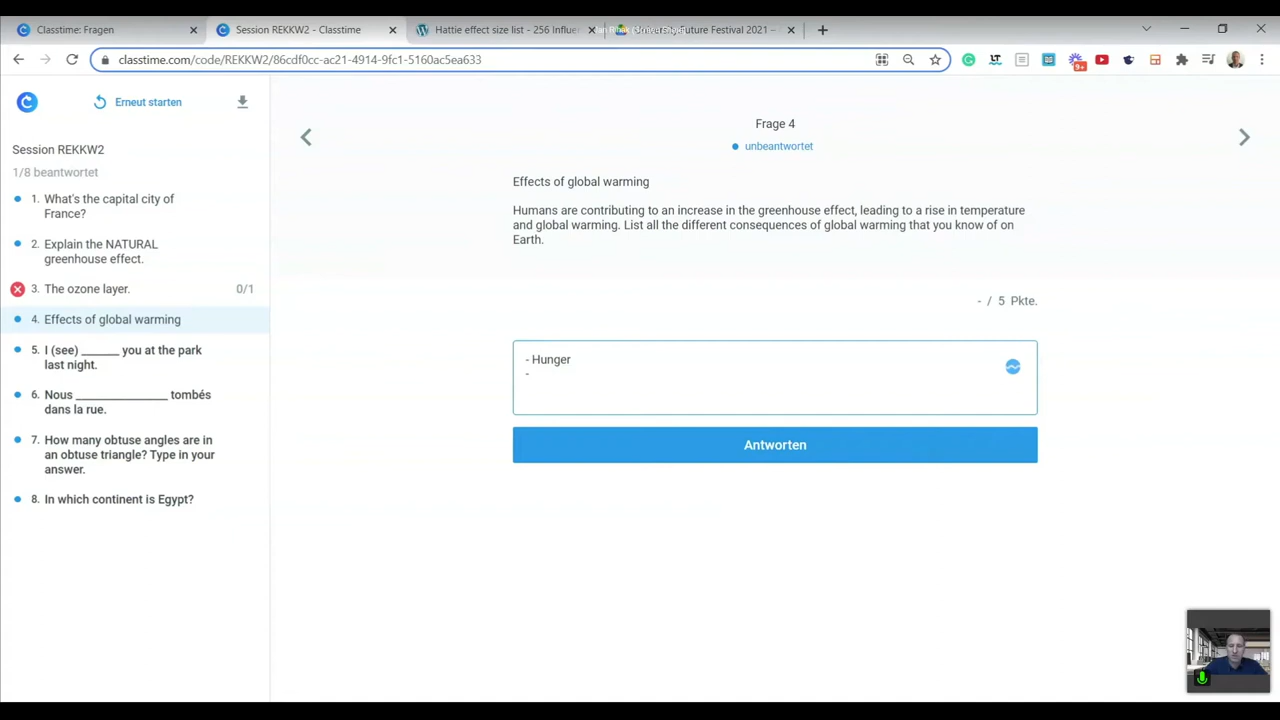 Classtime: Fragen
Session REKKW2 - Classtime
Hattie effect size list - 256 Influe
Future Festival 2021 –
classtime.com/code/REKKW2/86cdf0cc-ac21-4914-9fc1-5160ac5ea633
LT
9+
Erneut starten
Session REKKW2
1/8 beantwortet
1. What's the capital city of
France?
2. Explain the NATURAL
greenhouse effect.
3. The ozone layer.
0/1
4. Effects of global warming
5. I (see) ______ you at the park
last night.
6. Nous _______________ tombés
dans la rue.
7. How many obtuse angles are in
an obtuse triangle? Type in your
answer.
8. In which continent is Egypt?
Frage 4
unbeantwortet
Effects of global warming
Humans are contributing to an increase in the greenhouse effect, leading to a rise in temperature
and global warming. List all the different consequences of global warming that you know of on
Earth.
- / 5 Pkte.
- Hunger
-
Antworten